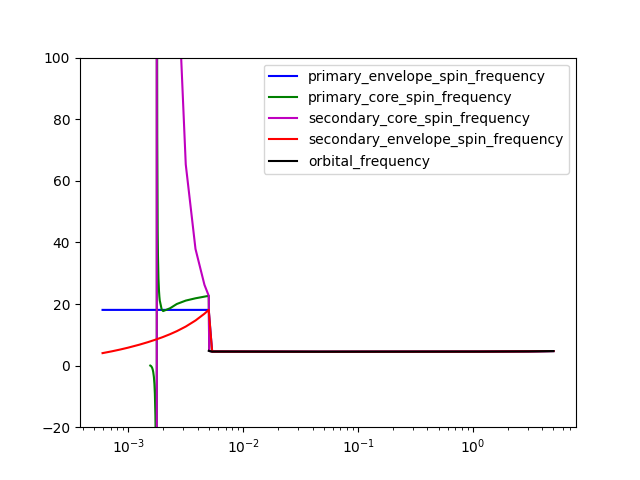 100
80
60
40
20
0
−20
10⁻³
10⁻²
10⁻¹
10⁰
primary_envelope_spin_frequency
primary_core_spin_frequency
secondary_core_spin_frequency
secondary_envelope_spin_frequency
orbital_frequency